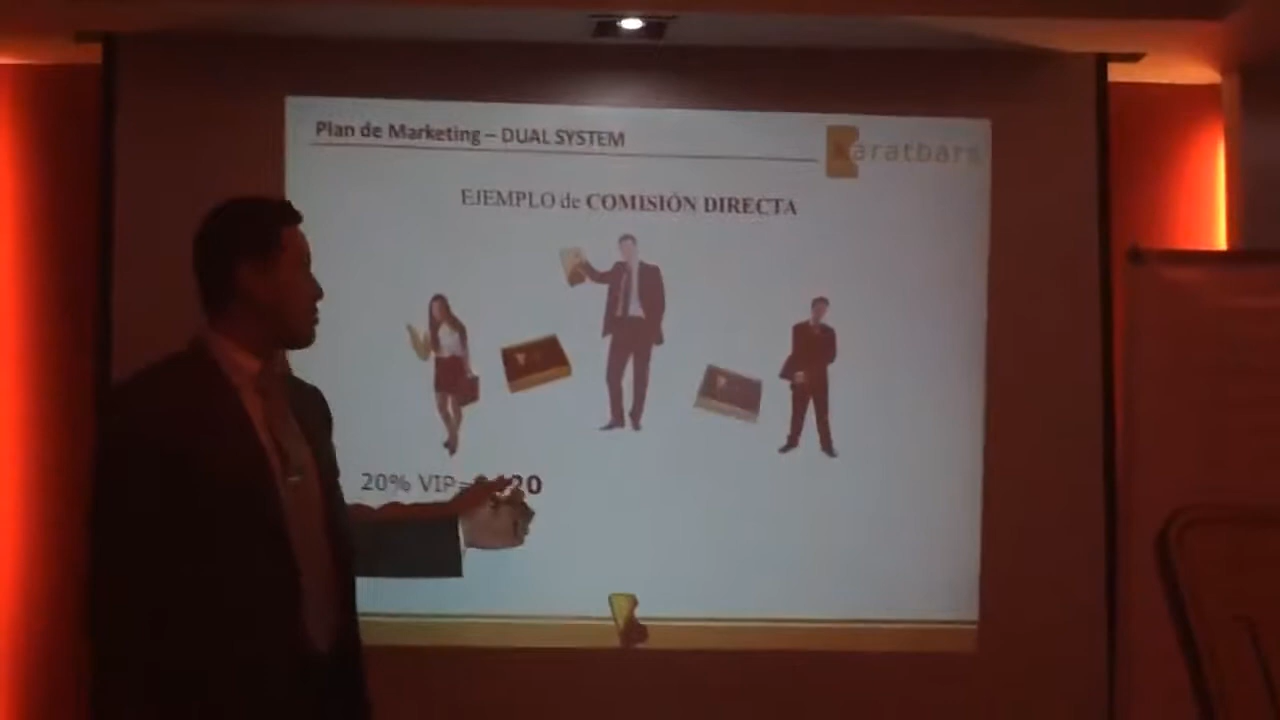 Plan de Marketing – DUAL SYSTEM
karatbars
EJEMPLO de COMISIÓN DIRECTA
20% VIP=